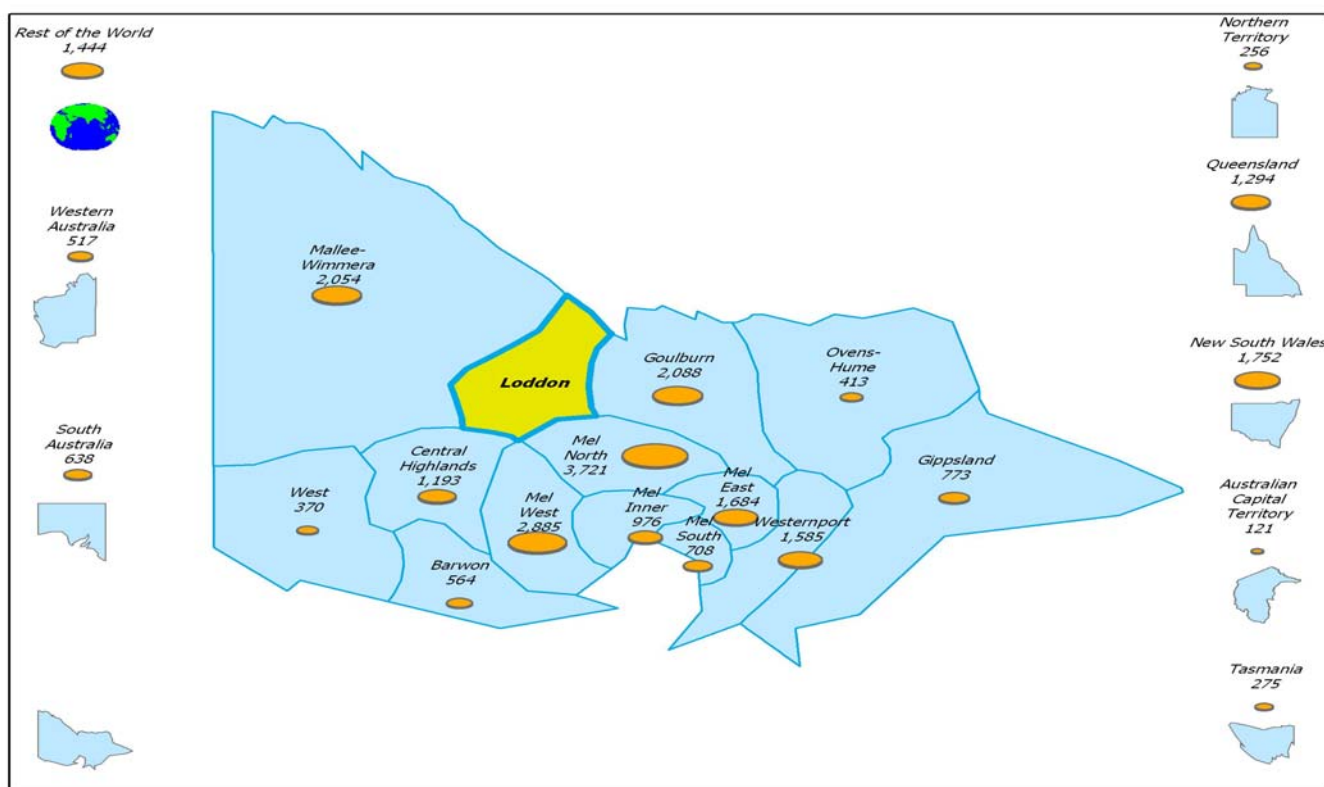 Rest of the World
1,444
Western
Australia
517
South
Australia
638
Mallee-
Wimmera
2,054
Loddon
Goulburn
2,088
Ovens-
Hume
413
Mel
North
3,721
Central
Highlands
1,193
West
370
Mel
West
2,885
Mel
Inner
976
Mel
East
1,684
Mel
South
708
Westernport
1,585
Gippsland
773
Barwon
564
Northern
Territory
256
Queensland
1,294
New South Wales
1,752
Australian
Capital
Territory
121
Tasmania
275